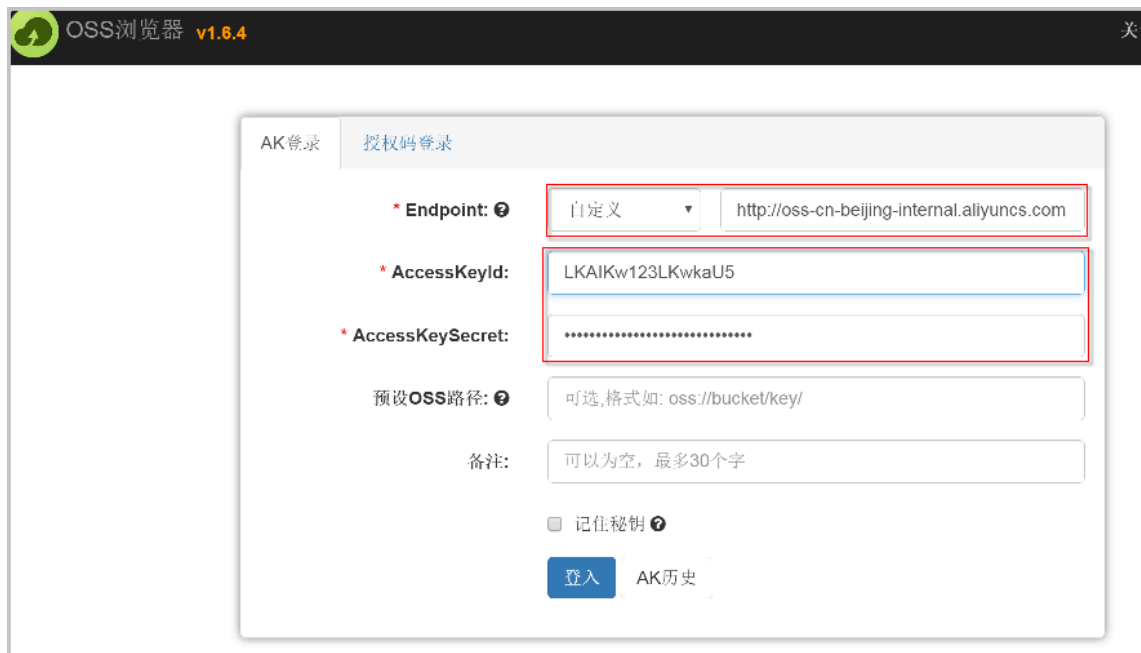 OSS浏览器 v1.6.4
AK登录 授权码登录
* Endpoint: 自定义 http://oss-cn-beijing-internal.aliyuncs.com
* AccessKeyId: LKAIKw123LKwkaU5
* AccessKeySecret: ••••••••••••••••••••••••••••••
预设OSS路径: 可选,格式如: oss://bucket/key/
备注: 可以为空，最多30个字
记住秘钥
登入 AK历史